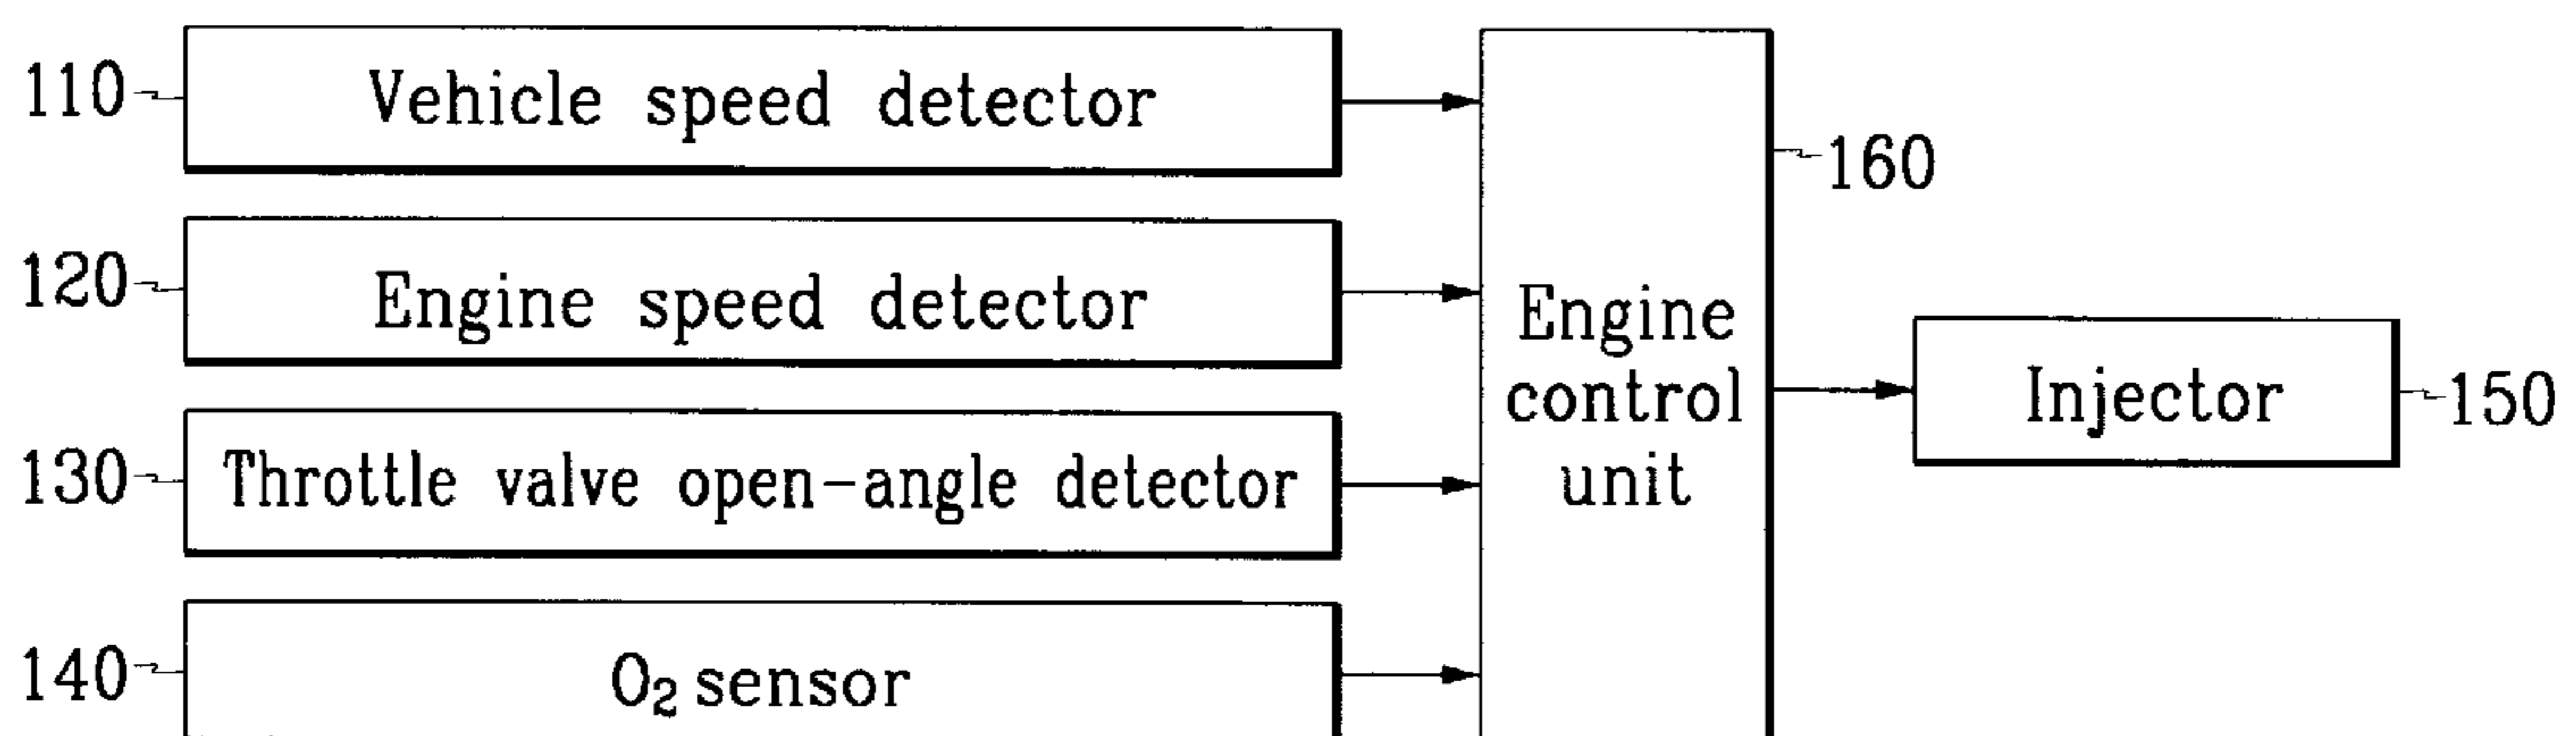 110
Vehicle speed detector
160
120
Engine speed detector
Engine
control
unit
Injector
150
130
Throttle valve open-angle detector
140
O₂ sensor